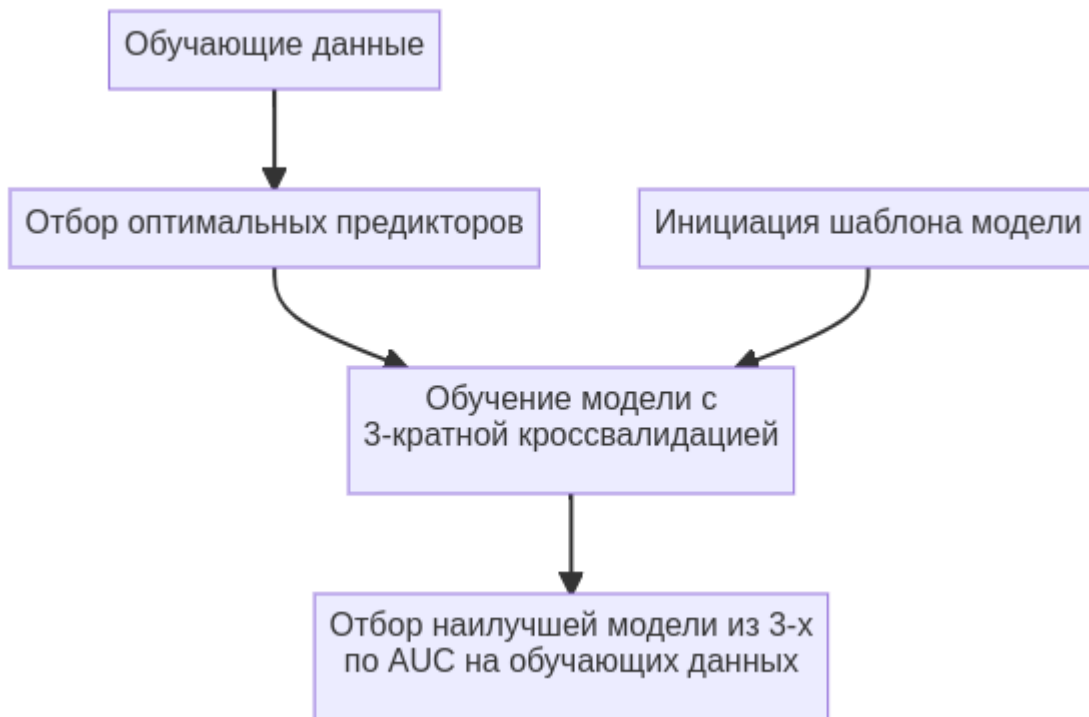 Обучающие данные
Отбор оптимальных предикторов
Инициация шаблона модели
Обучение модели с
3-кратной кроссвалидацией
Отбор наилучшей модели из 3-х
по AUC на обучающих данных